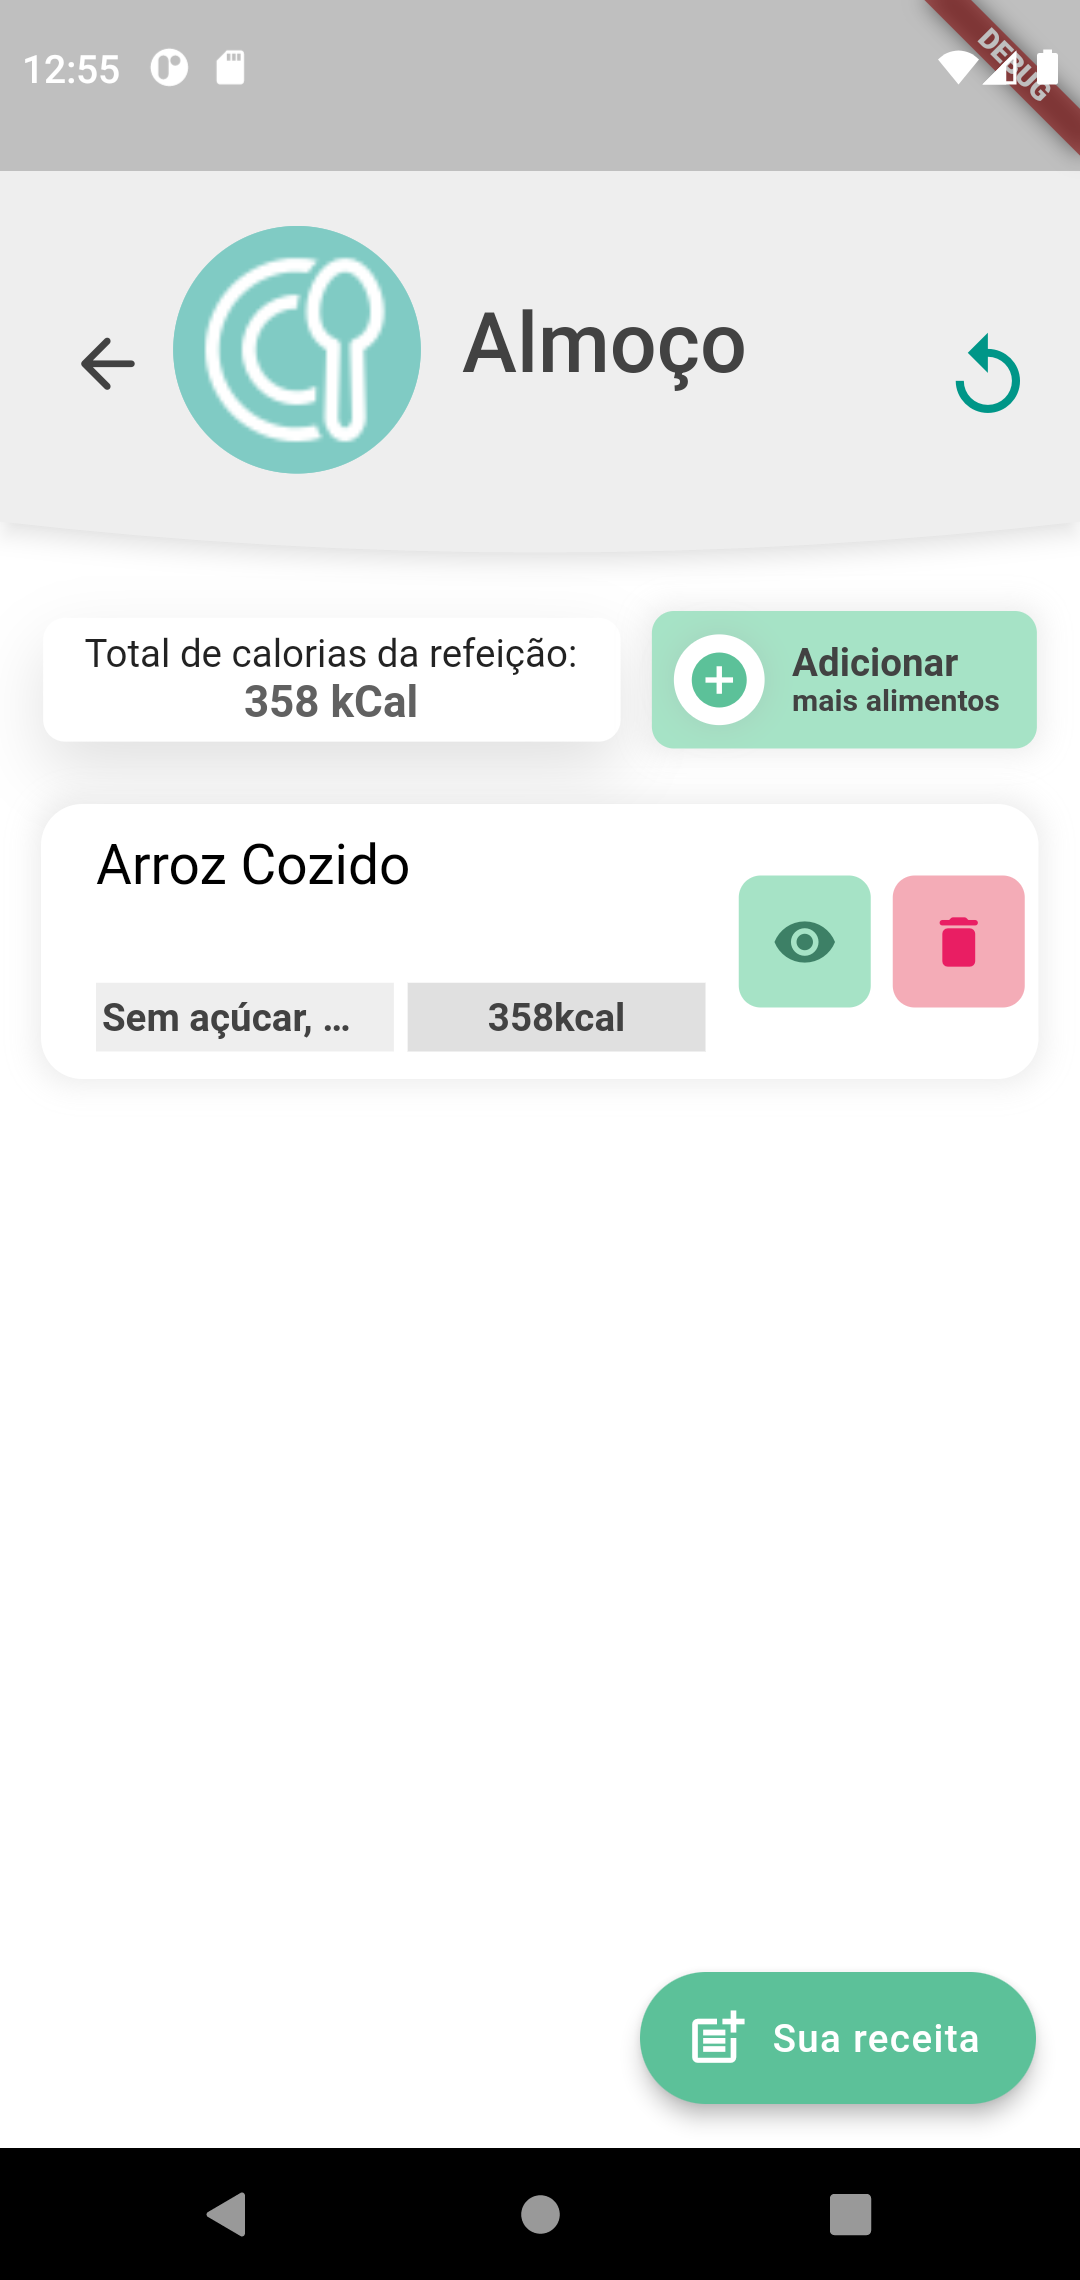 12:55
DEBUG
Almoço
Total de calorias da refeição:
358 kCal
Adicionar
mais alimentos
Arroz Cozido
Sem açúcar, ...
358kcal
Sua receita